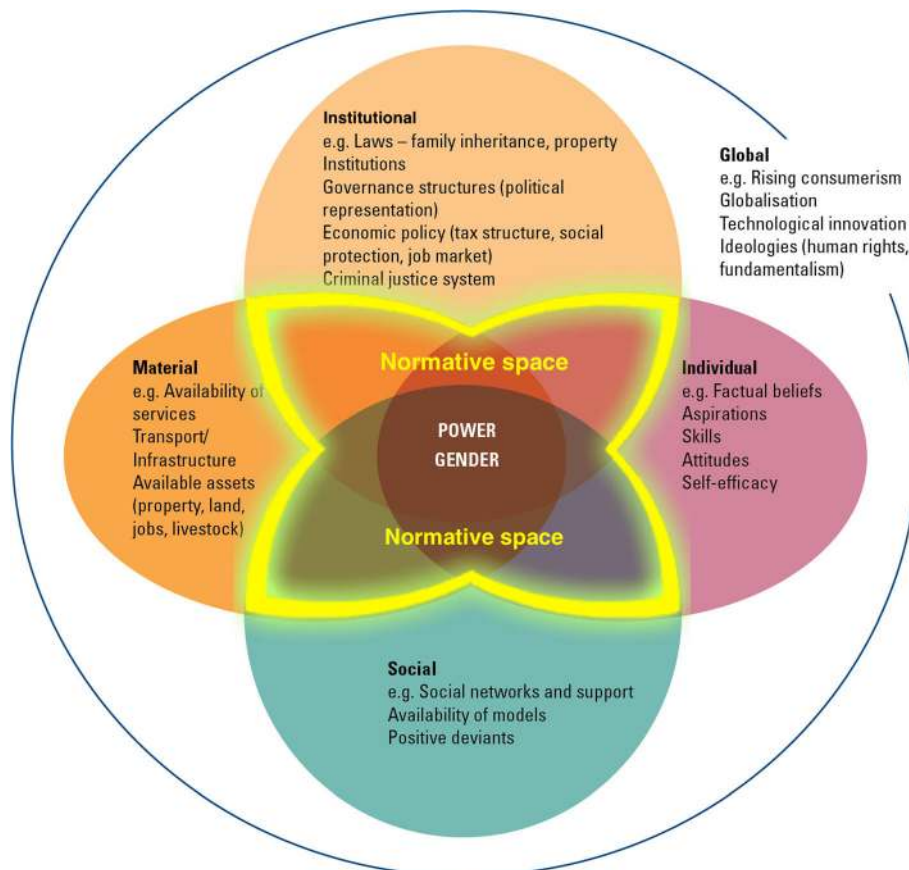 Institutional
e.g. Laws – family inheritance, property
Institutions
Governance structures (political
representation)
Economic policy (tax structure, social
protection, job market)
Criminal justice system
Global
e.g. Rising consumerism
Globalisation
Technological innovation
Ideologies (human rights,
fundamentalism)
Normative space
Material
e.g. Availability of
services
Transport/
Infrastructure
Available assets
(property, land,
jobs, livestock)
POWER
GENDER
Individual
e.g. Factual beliefs
Aspirations
Skills
Attitudes
Self-efficacy
Normative space
Social
e.g. Social networks and support
Availability of models
Positive deviants